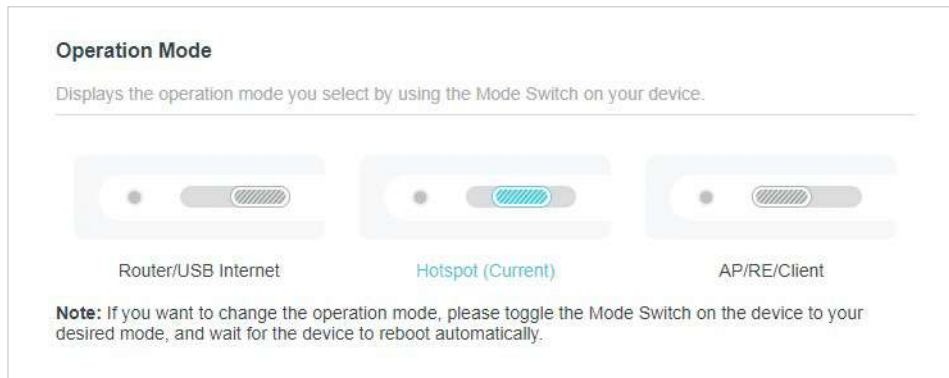 Operation Mode
Displays the operation mode you select by using the Mode Switch on your device.
Router/USB Internet
Hotspot (Current)
AP/RE/Client
Note: If you want to change the operation mode, please toggle the Mode Switch on the device to your
desired mode, and wait for the device to reboot automatically.